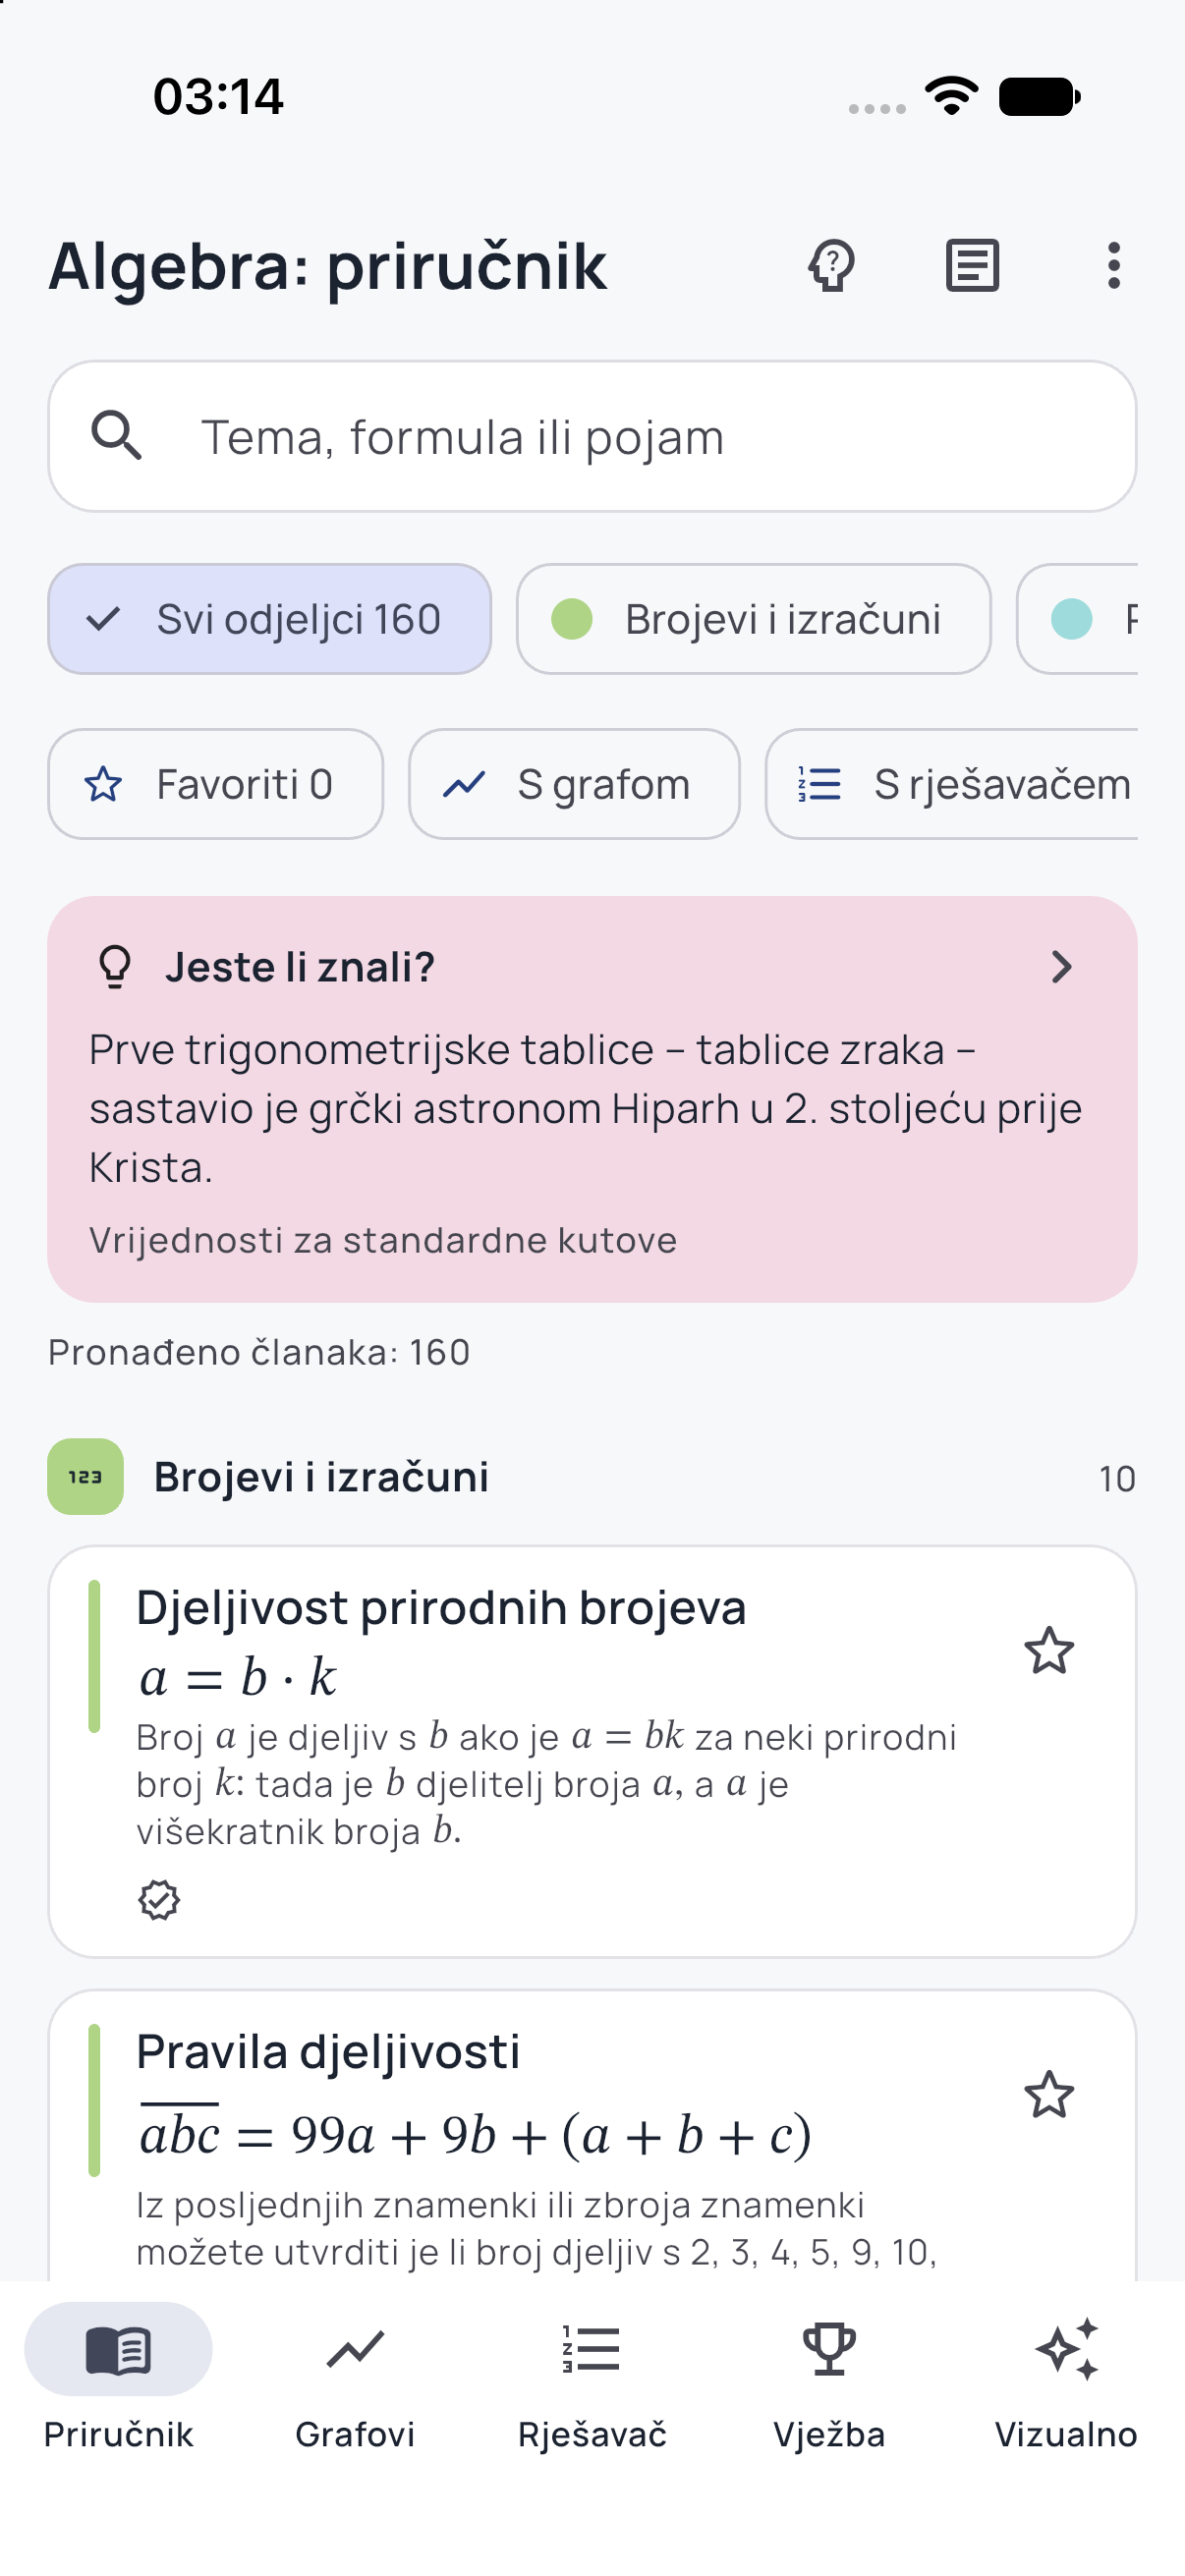 03:14
Algebra: priručnik
Tema, formula ili pojam
Svi odjeljci 160
Brojevi i izračuni
Favoriti 0
S grafom
S rješavačem
Jeste li znali?
Prve trigonometrijske tablice – tablice zraka –
sastavio je grčki astronom Hiparh u 2. stoljeću prije
Krista.
Vrijednosti za standardne kutove
Pronađeno članaka: 160
123 Brojevi i izračuni 10
Djeljivost prirodnih brojeva
a = b · k
Broj a je djeljiv s b ako je a = bk za neki prirodni
broj k: tada je b djelitelj broja a, a a je
višekratnik broja b.
Pravila djeljivosti
a̅b̅c̅ = 99a + 9b + (a + b + c)
Iz posljednjih znamenki ili zbroja znamenki
možete utvrditi je li broj djeljiv s 2, 3, 4, 5, 9, 10,
Priručnik
Grafovi
Rješavač
Vježba
Vizualno